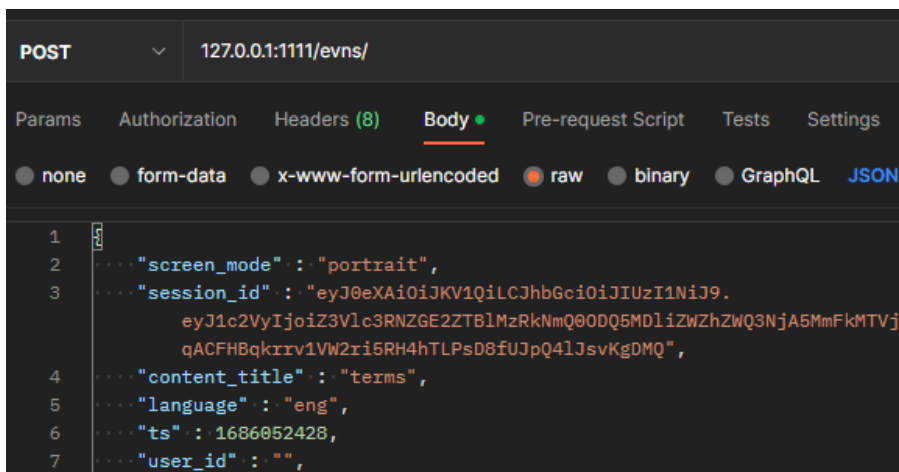 POST 127.0.0.1:1111/evns/
Params Authorization Headers (8) Body Pre-request Script Tests Settings
none form-data x-www-form-urlencoded raw binary GraphQL JSON
1 {
2 "screen_mode" : "portrait",
3 "session_id" : "eyJ0eXAiOiJKV1QiLCJhbGciOiJIUzI1NiJ9.
eyJ1c2VyIjoiZ3Vlc3RNZGE2ZTBlMzRkNmQ0ODQ5MDliZWZhZWQ3NjA5MmFkMTVj
qACFHBqkrrv1VW2ri5RH4hTLPsD8fUJpQ4lJsvKgDMQ",
4 "content_title" : "terms",
5 "language" : "eng",
6 "ts" : 1686052428,
7 "user_id" : "",